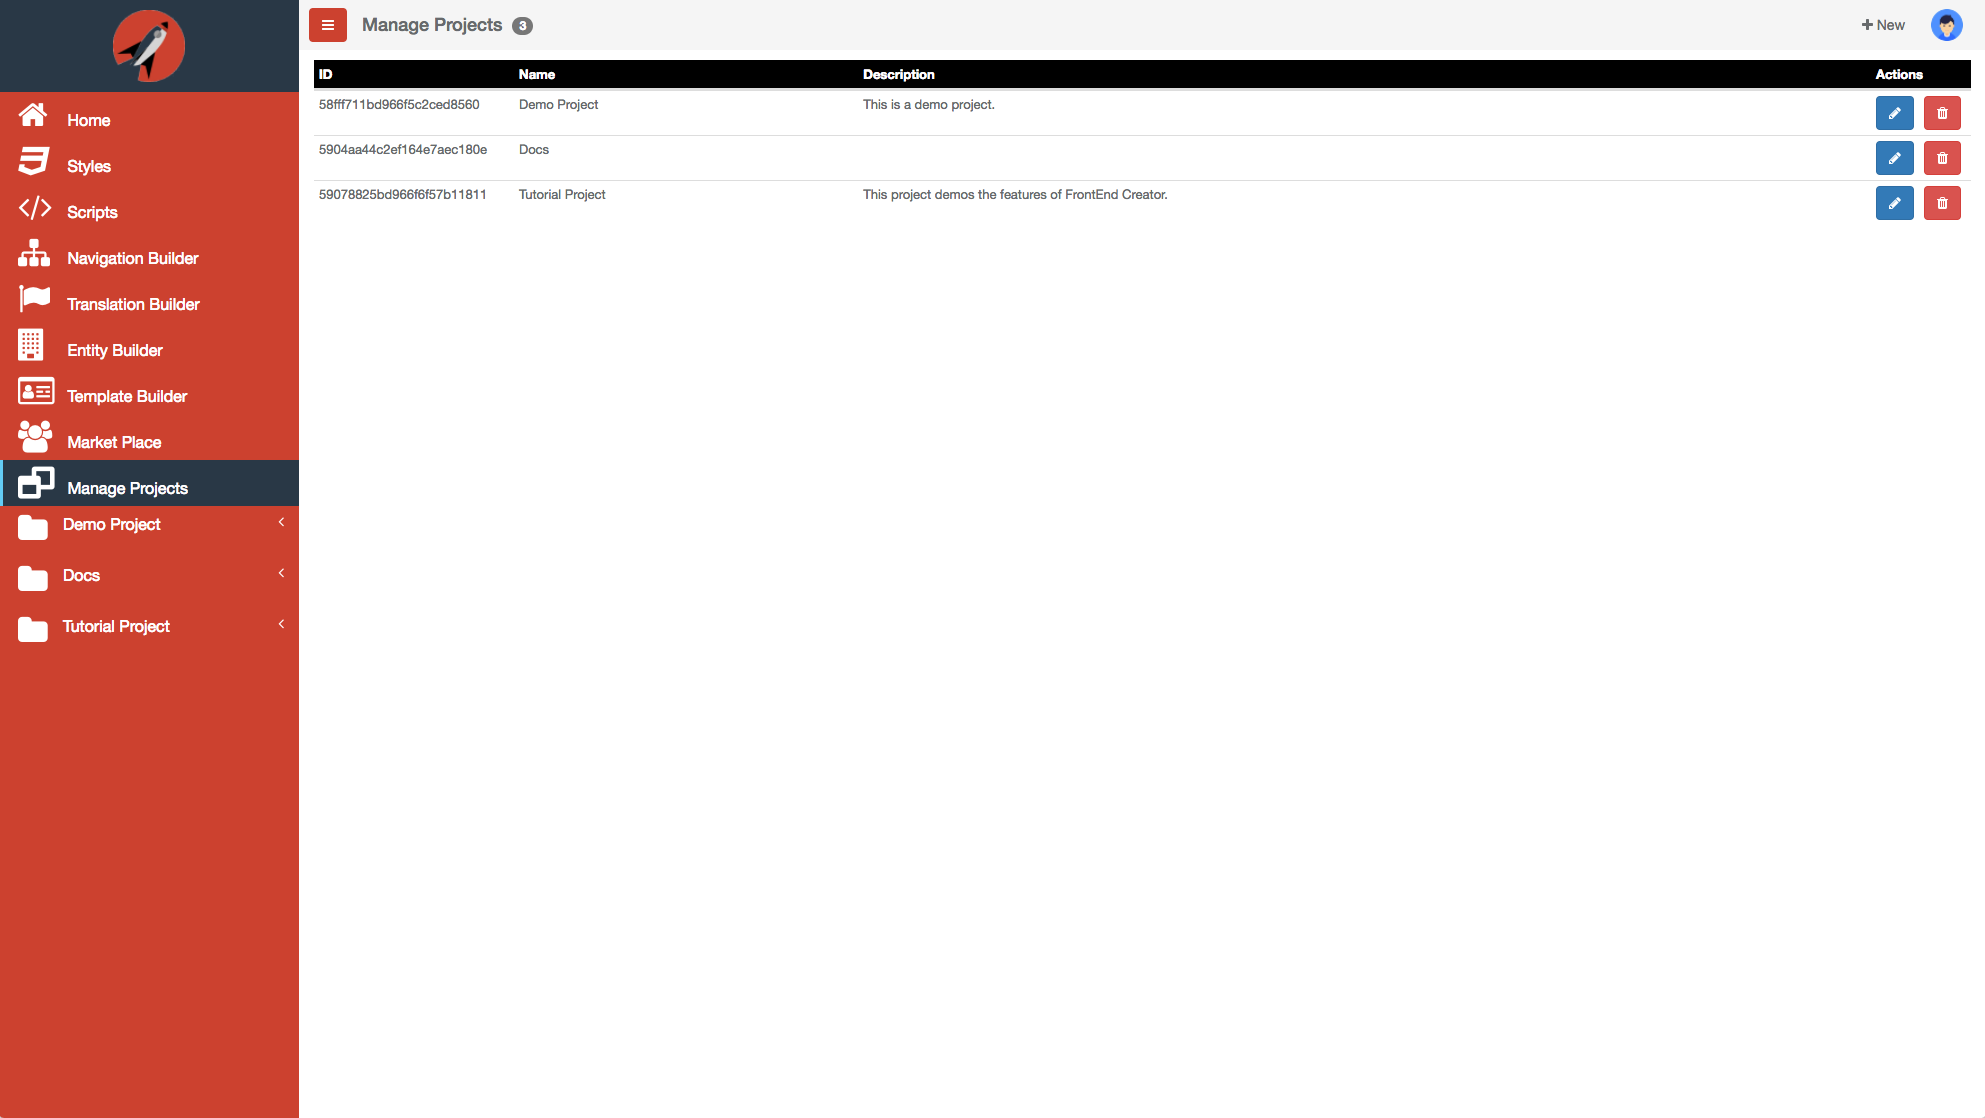 Manage Projects 3
+ New
Home
Styles
Scripts
Navigation Builder
Translation Builder
Entity Builder
Template Builder
Market Place
Manage Projects
Demo Project
Docs
Tutorial Project
ID Name Description Actions
58fff711bd966f5c2ced8560 Demo Project This is a demo project.
5904aa44c2ef164e7aec180e Docs
59078825bd966f6f57b11811 Tutorial Project This project demos the features of FrontEnd Creator.